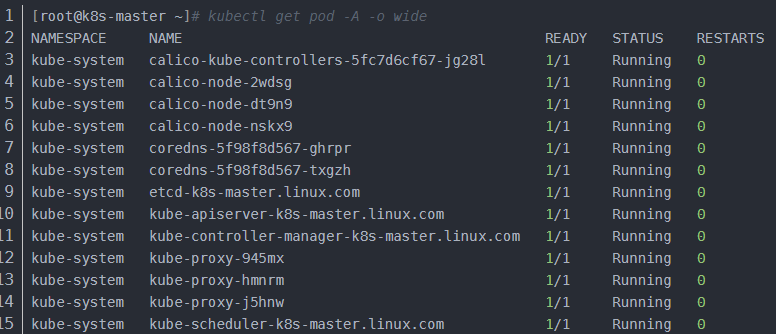 1 [root@k8s-master ~]# kubectl get pod -A -o wide
2 NAMESPACE NAME READY STATUS RESTARTS
3 kube-system calico-kube-controllers-5fc7d6cf67-jg28l 1/1 Running 0
4 kube-system calico-node-2wdsg 1/1 Running 0
5 kube-system calico-node-dt9n9 1/1 Running 0
6 kube-system calico-node-nskx9 1/1 Running 0
7 kube-system coredns-5f98f8d567-ghrpr 1/1 Running 0
8 kube-system coredns-5f98f8d567-txgzh 1/1 Running 0
9 kube-system etcd-k8s-master.linux.com 1/1 Running 0
10 kube-system kube-apiserver-k8s-master.linux.com 1/1 Running 0
11 kube-system kube-controller-manager-k8s-master.linux.com 1/1 Running 0
12 kube-system kube-proxy-945mx 1/1 Running 0
13 kube-system kube-proxy-hmnrm 1/1 Running 0
14 kube-system kube-proxy-j5hnw 1/1 Running 0
15 kube-system kube-scheduler-k8s-master.linux.com 1/1 Running 0